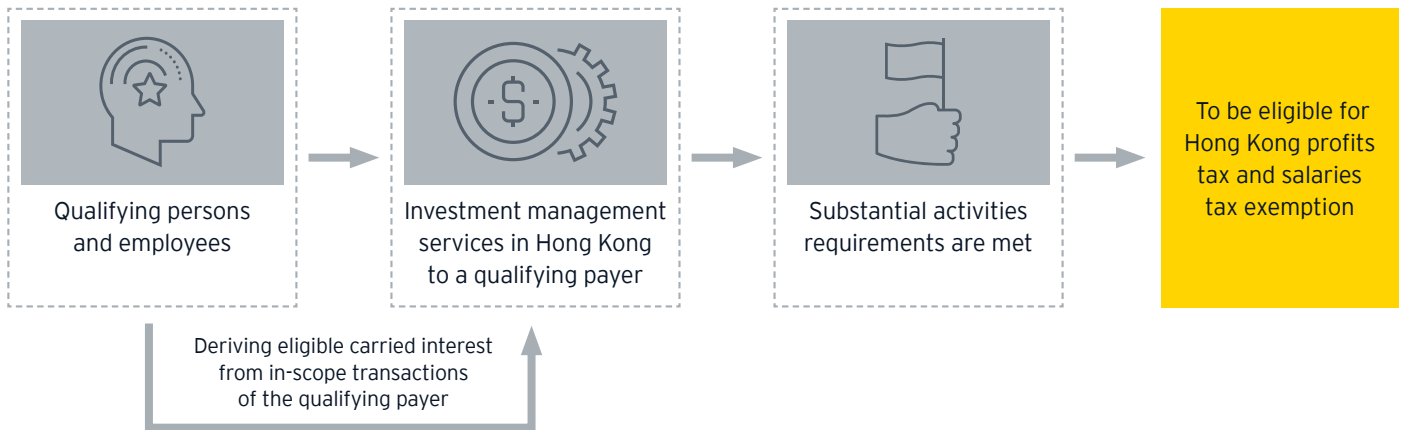 Qualifying persons
and employees
Investment management
services in Hong Kong
to a qualifying payer
Substantial activities
requirements are met
To be eligible for
Hong Kong profits
tax and salaries
tax exemption
Deriving eligible carried interest
from in-scope transactions
of the qualifying payer